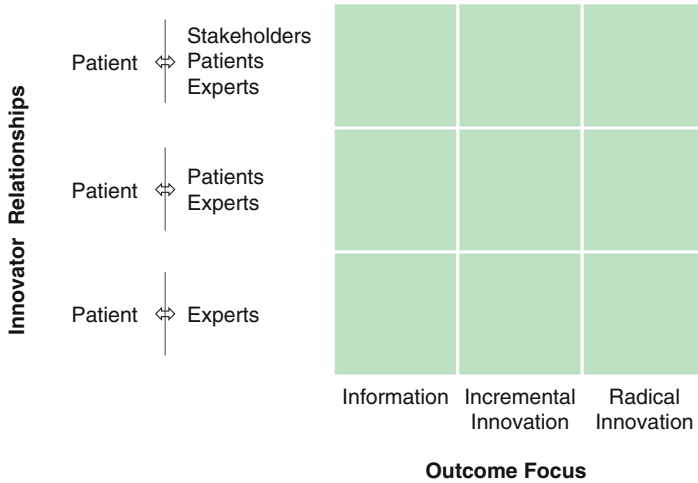 Innovator Relationships
Stakeholders
Patient
Patients
Experts
Patient
Patients
Experts
Patient
Experts
Information
Incremental
Innovation
Radical
Innovation
Outcome Focus